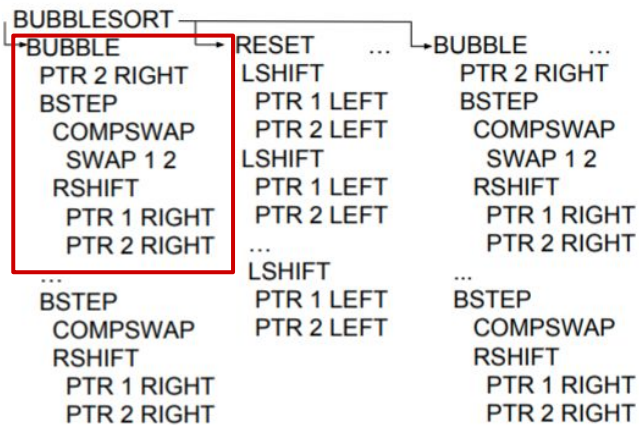 BUBBLESORT
BUBBLE
PTR 2 RIGHT
BSTEP
COMPSWAP
SWAP 1 2
RSHIFT
PTR 1 RIGHT
PTR 2 RIGHT
...
BSTEP
COMPSWAP
RSHIFT
PTR 1 RIGHT
PTR 2 RIGHT
RESET ...
LSHIFT
PTR 1 LEFT
PTR 2 LEFT
LSHIFT
PTR 1 LEFT
PTR 2 LEFT
...
LSHIFT
PTR 1 LEFT
PTR 2 LEFT
BUBBLE ...
PTR 2 RIGHT
BSTEP
COMPSWAP
SWAP 1 2
RSHIFT
PTR 1 RIGHT
PTR 2 RIGHT
...
BSTEP
COMPSWAP
RSHIFT
PTR 1 RIGHT
PTR 2 RIGHT